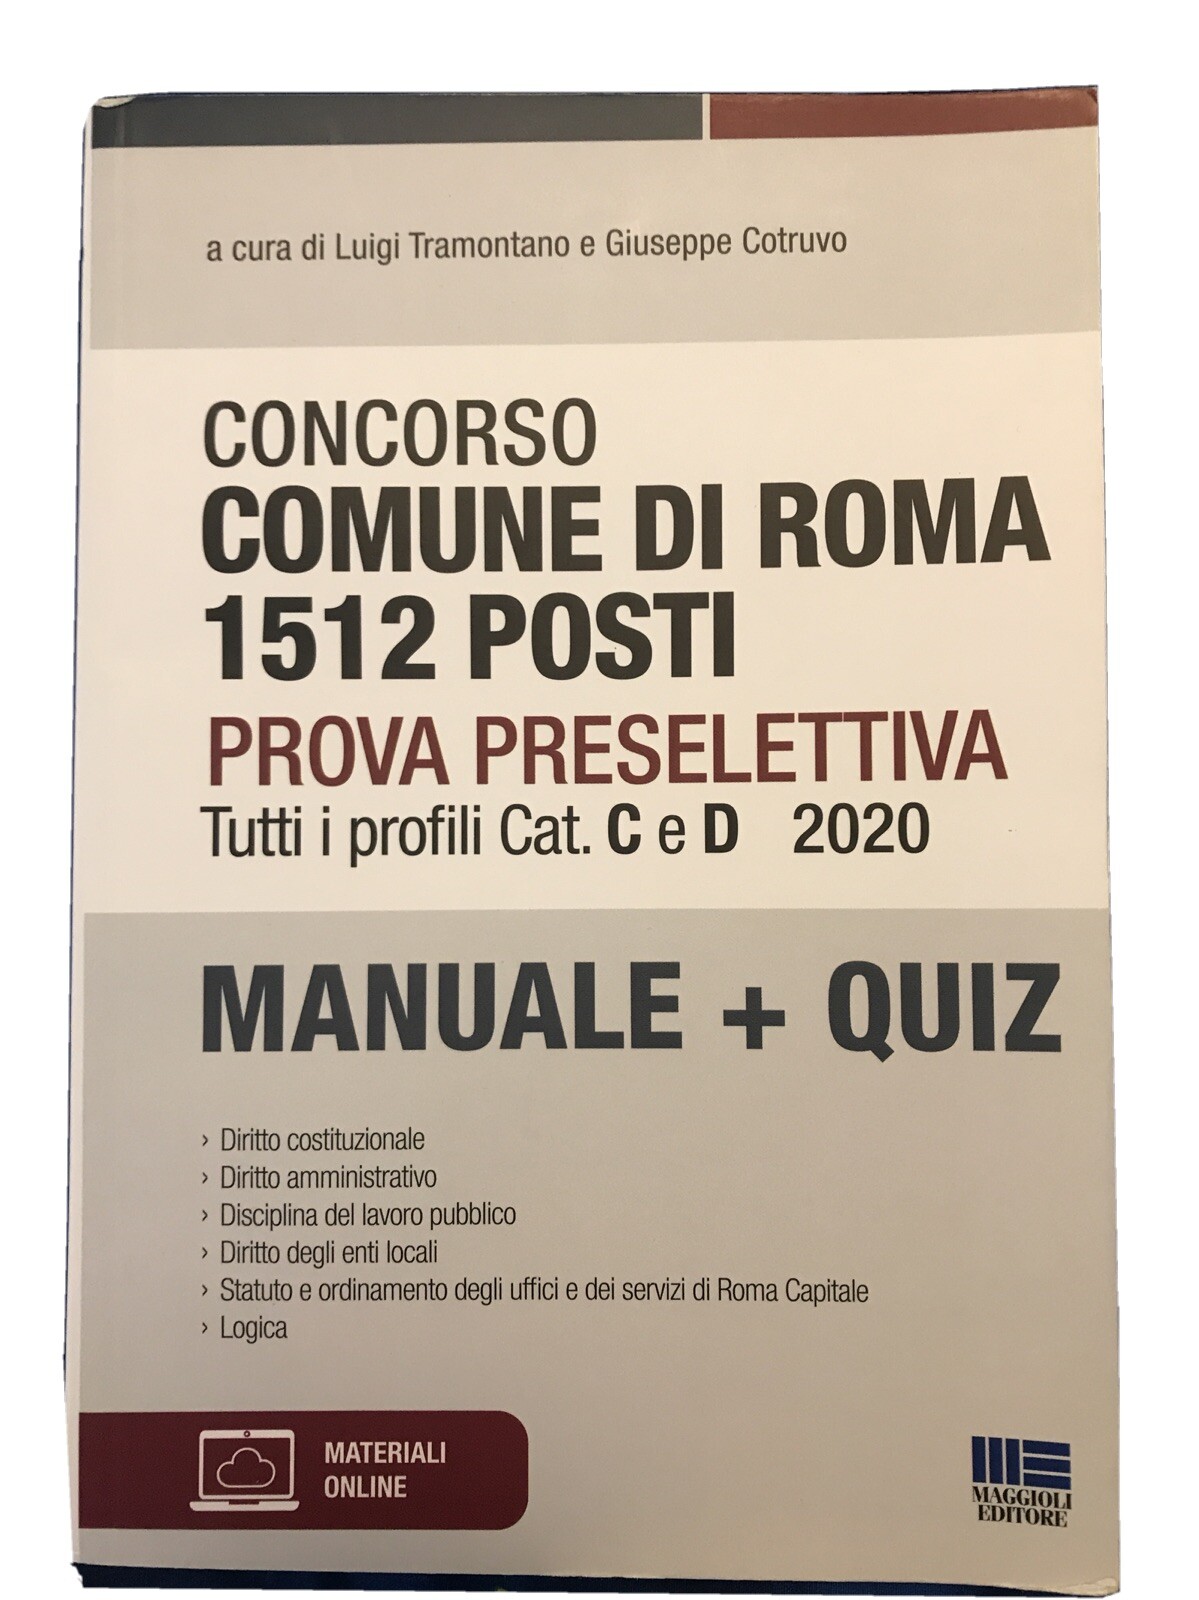 a cura di Luigi Tramontano e Giuseppe Cotruvo
CONCORSO
COMUNE DI ROMA
1512 POSTI
PROVA PRESELETTIVA
Tutti i profili Cat. C e D 2020
MANUALE + QUIZ
› Diritto costituzionale
› Diritto amministrativo
› Disciplina del lavoro pubblico
› Diritto degli enti locali
› Statuto e ordinamento degli uffici e dei servizi di Roma Capitale
› Logica
MATERIALI
ONLINE
MAGGIOLI
EDITORE